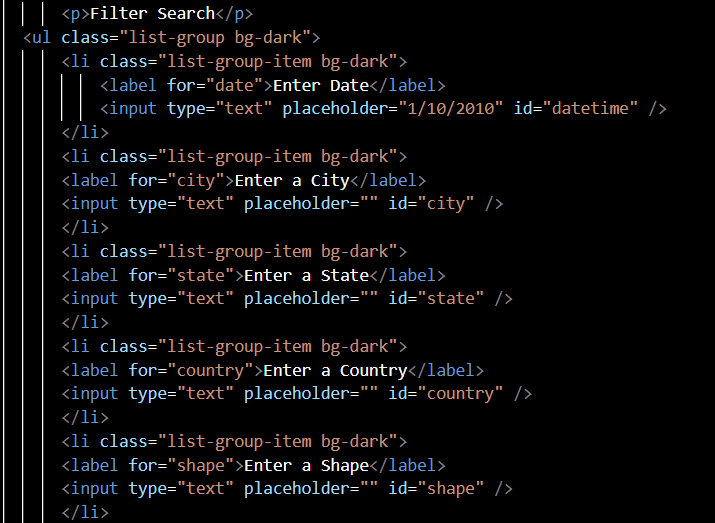 <p>Filter Search</p>
<ul class="list-group bg-dark">
<li class="list-group-item bg-dark">
<label for="date">Enter Date</label>
<input type="text" placeholder="1/10/2010" id="datetime" />
</li>
<li class="list-group-item bg-dark">
<label for="city">Enter a City</label>
<input type="text" placeholder="" id="city" />
</li>
<li class="list-group-item bg-dark">
<label for="state">Enter a State</label>
<input type="text" placeholder="" id="state" />
</li>
<li class="list-group-item bg-dark">
<label for="country">Enter a Country</label>
<input type="text" placeholder="" id="country" />
</li>
<li class="list-group-item bg-dark">
<label for="shape">Enter a Shape</label>
<input type="text" placeholder="" id="shape" />
</li>